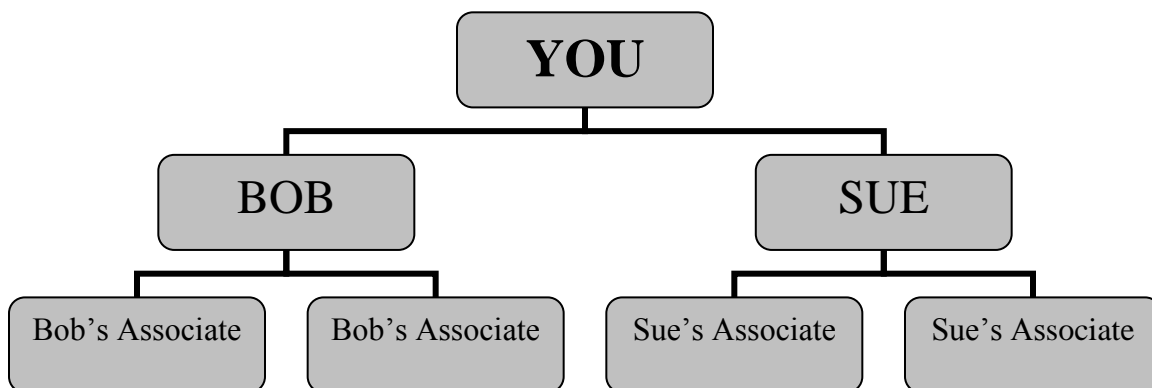 YOU
BOB
SUE
Bob’s Associate
Bob’s Associate
Sue’s Associate
Sue’s Associate